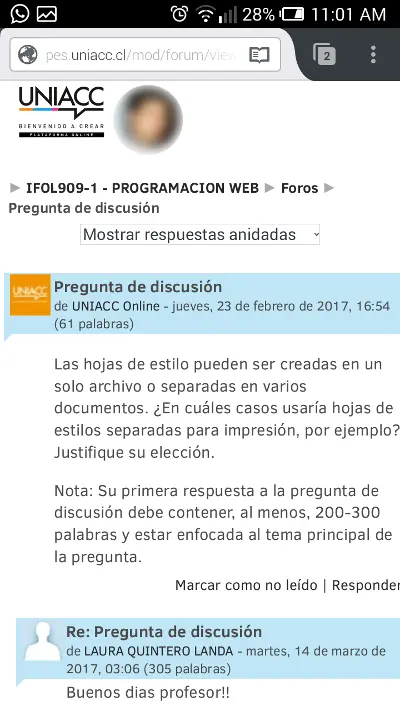 28% 11:01 AM
pes.uniacc.cl/mod/forum/view
2
UNIACC
BIENVENIDO A CREAR
PLATAFORMA ONLINE
► IFOL909-1 - PROGRAMACION WEB ► Foros ►
Pregunta de discusión
Mostrar respuestas anidadas
UNIACC
Pregunta de discusión
de UNIACC Online - jueves, 23 de febrero de 2017, 16:54
(61 palabras)
Las hojas de estilo pueden ser creadas en un
solo archivo o separadas en varios
documentos. ¿En cuáles casos usaría hojas de
estilos separadas para impresión, por ejemplo?
Justifique su elección.
Nota: Su primera respuesta a la pregunta de
discusión debe contener, al menos, 200-300
palabras y estar enfocada al tema principal de
la pregunta.
Marcar como no leído | Responder
Re: Pregunta de discusión
de LAURA QUINTERO LANDA - martes, 14 de marzo de
2017, 03:06 (305 palabras)
Buenos dias profesor!!